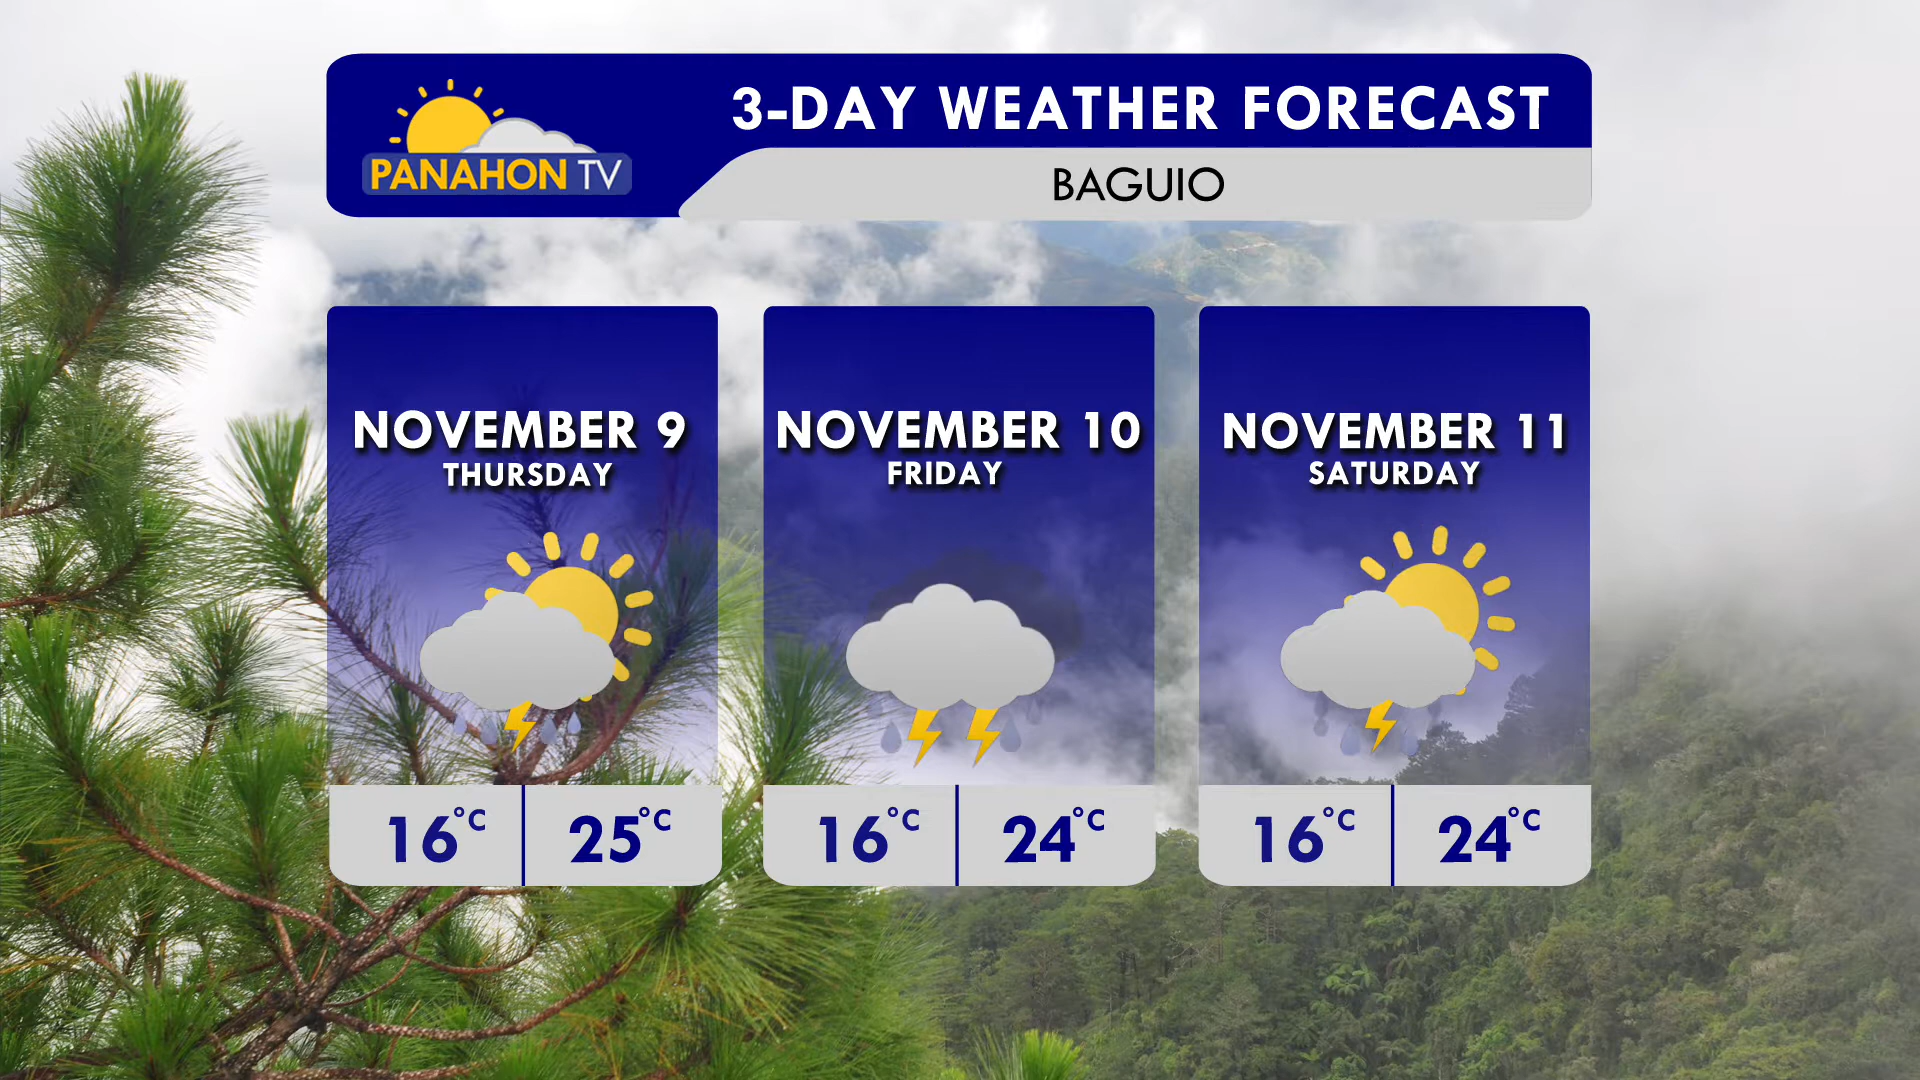 PANAHON TV
3-DAY WEATHER FORECAST
BAGUIO
NOVEMBER 9
THURSDAY
16°C
25°C
NOVEMBER 10
FRIDAY
16°C
24°C
NOVEMBER 11
SATURDAY
16°C
24°C